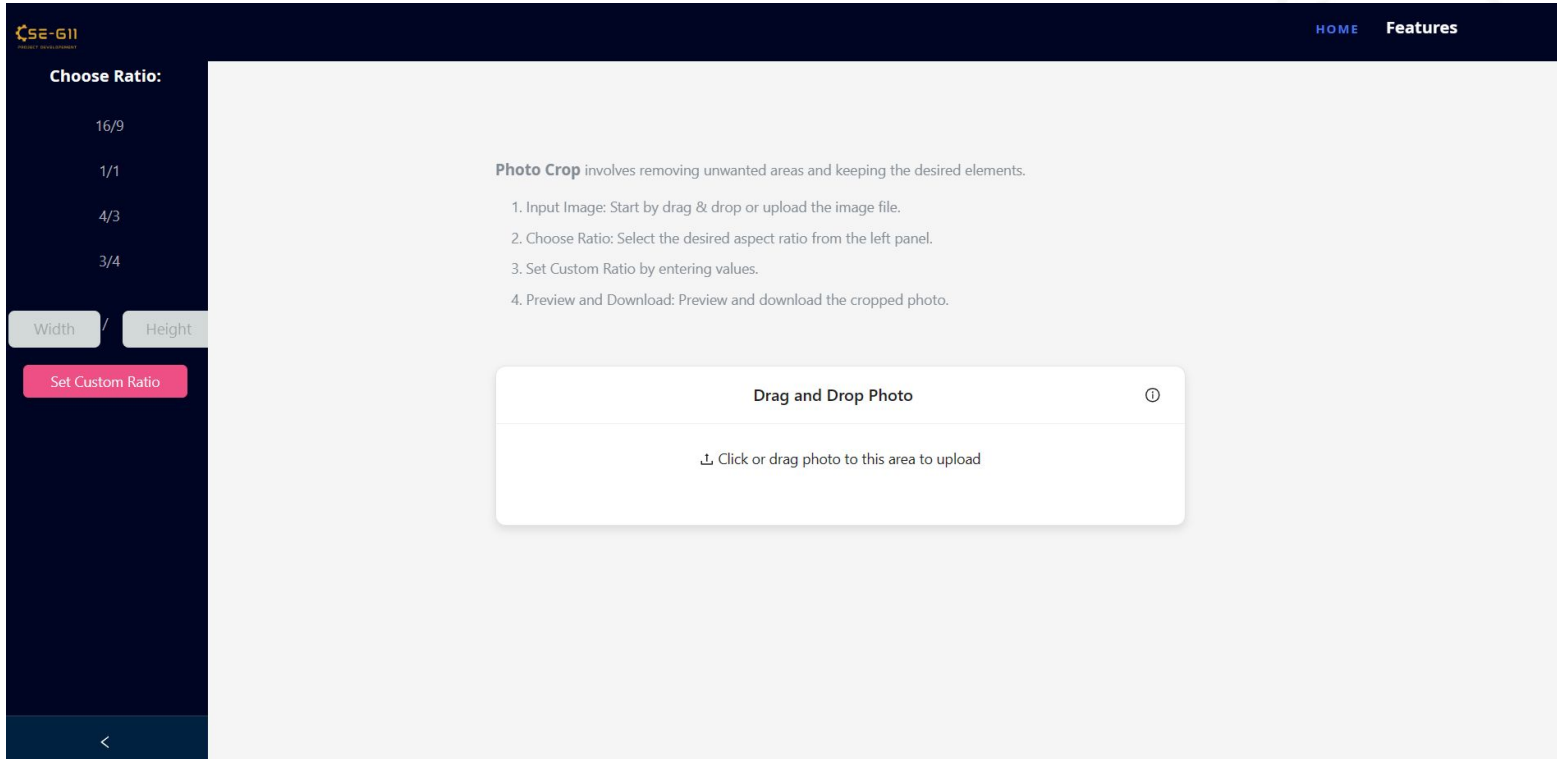 CSE-G11
PROJECT DEVELOPMENT
HOME Features
Choose Ratio:
16/9
1/1
4/3
3/4
Width / Height
Set Custom Ratio
<
Photo Crop involves removing unwanted areas and keeping the desired elements.
1. Input Image: Start by drag & drop or upload the image file.
2. Choose Ratio: Select the desired aspect ratio from the left panel.
3. Set Custom Ratio by entering values.
4. Preview and Download: Preview and download the cropped photo.
Drag and Drop Photo
Click or drag photo to this area to upload